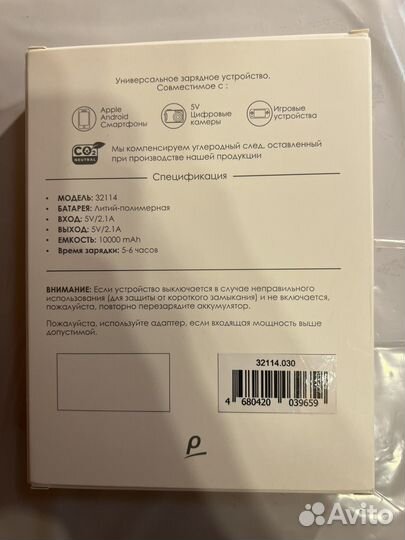 Универсальное зарядное устройство.
Совместимое с :
Apple
Android
Смартфоны
5V
Цифровые
камеры
Игровые
устройства
CO2
NEUTRAL
Мы компенсируем углеродный след, оставленный
при производстве нашей продукции
Спецификация
• МОДЕЛЬ: 32114
• БАТАРЕЯ: Литий-полимерная
• ВХОД: 5V/2.1A
• ВЫХОД: 5V/2.1A
• ЕМКОСТЬ: 10000 mAh
• Время зарядки: 5-6 часов
ВНИМАНИЕ: Если устройство выключается в случае неправильного
использования (для защиты от короткого замыкания) и не включается,
пожалуйста, повторно перезарядите аккумулятор.
Пожалуйста, используйте адаптер, если входящая мощность выше
допустимой.
32114.030
4 680420 039659
P
Avito